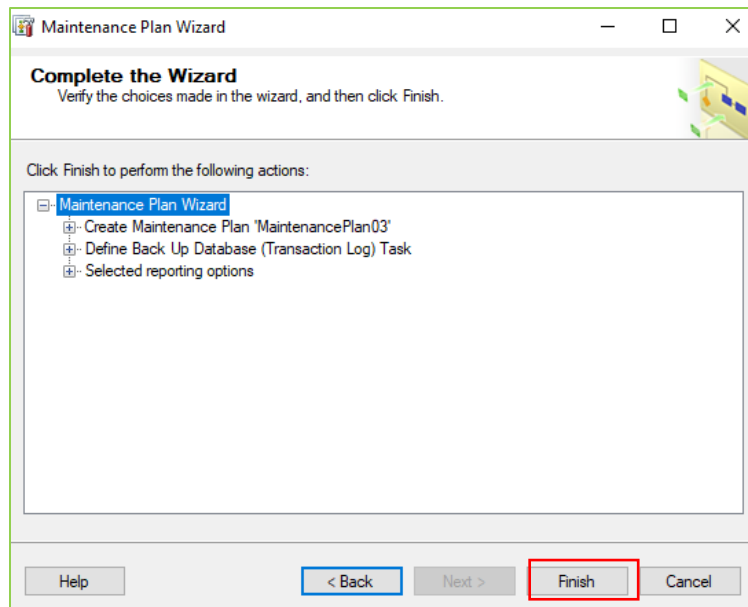 Maintenance Plan Wizard
Complete the Wizard
Verify the choices made in the wizard, and then click Finish.
Click Finish to perform the following actions:
Maintenance Plan Wizard
Create Maintenance Plan 'MaintenancePlan03'
Define Back Up Database (Transaction Log) Task
Selected reporting options
Help < Back Next > Finish Cancel